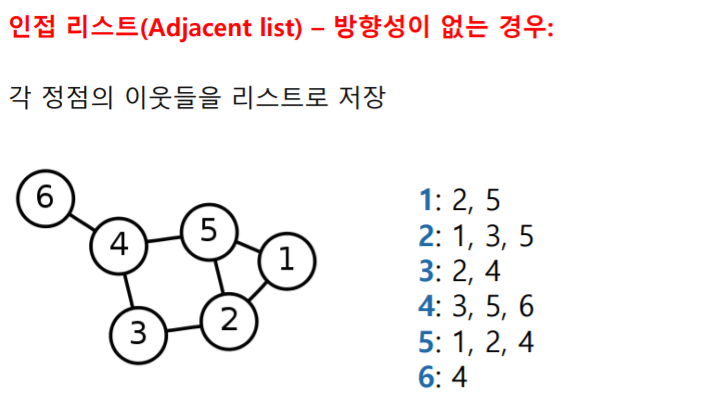 인접 리스트(Adjacent list) – 방향성이 없는 경우:
각 정점의 이웃들을 리스트로 저장
6
4
5
1
3
2
1: 2, 5
2: 1, 3, 5
3: 2, 4
4: 3, 5, 6
5: 1, 2, 4
6: 4